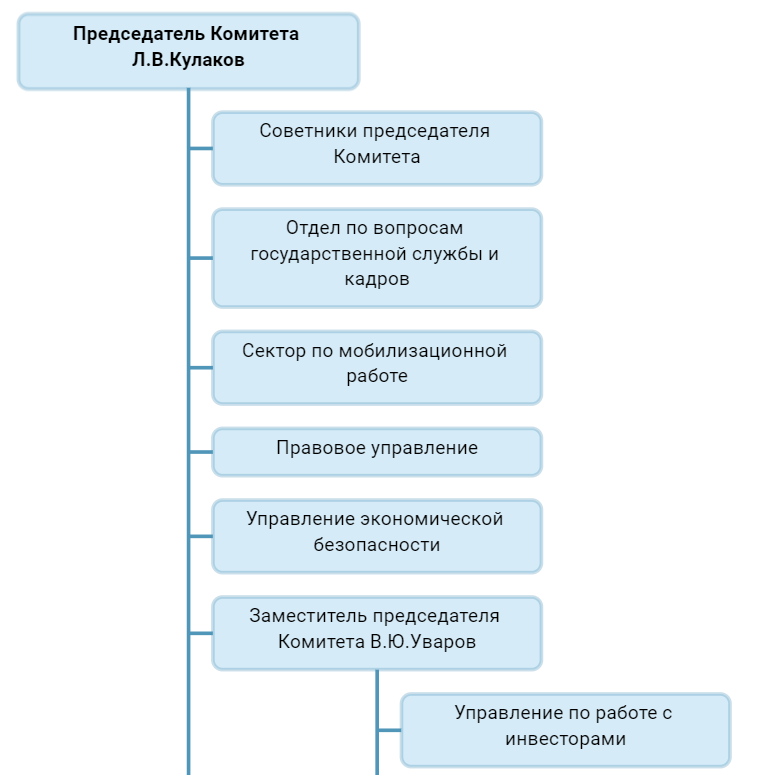 Председатель Комитета
Л.В.Кулаков
Советники председателя
Комитета
Отдел по вопросам
государственной службы и
кадров
Сектор по мобилизационной
работе
Правовое управление
Управление экономической
безопасности
Заместитель председателя
Комитета В.Ю.Уваров
Управление по работе с
инвесторами